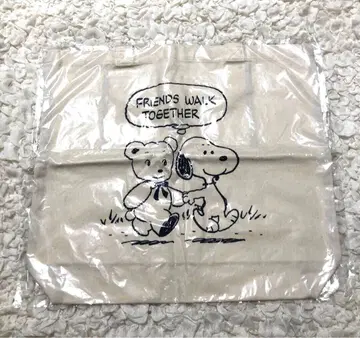 FRIENDS WALK
TOGETHER